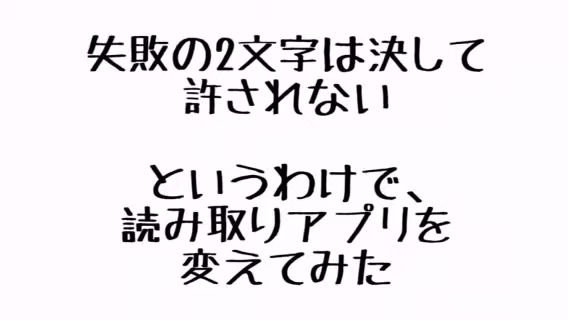 失敗の2文字は決して
許されない
というわけで、
読み取りアプリを
変えてみた